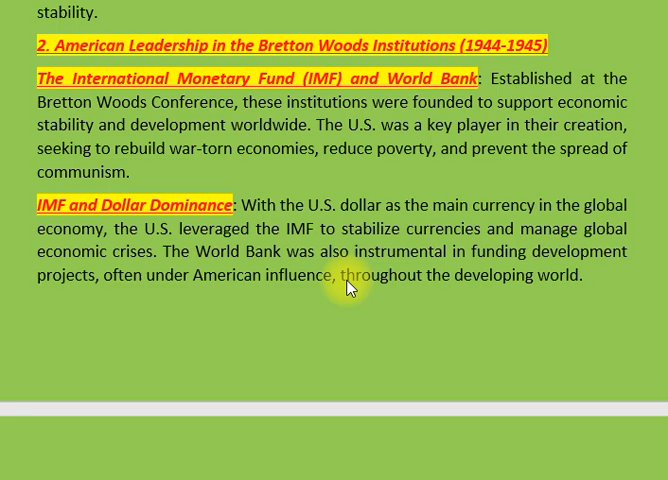 stability.
2. American Leadership in the Bretton Woods Institutions (1944-1945)
The International Monetary Fund (IMF) and World Bank: Established at the
Bretton Woods Conference, these institutions were founded to support economic
stability and development worldwide. The U.S. was a key player in their creation,
seeking to rebuild war-torn economies, reduce poverty, and prevent the spread of
communism.
IMF and Dollar Dominance: With the U.S. dollar as the main currency in the global
economy, the U.S. leveraged the IMF to stabilize currencies and manage global
economic crises. The World Bank was also instrumental in funding development
projects, often under American influence, throughout the developing world.